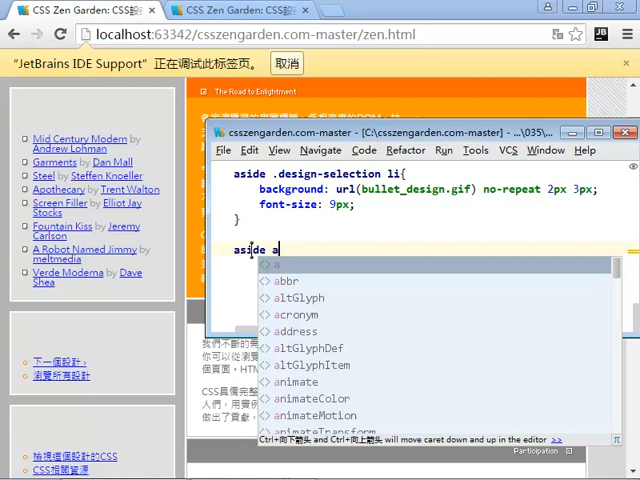 CSS Zen Garden: CSS設
CSS Zen Garden: CSS設
localhost:63342/csszengarden.com-master/zen.html
"JetBrains IDE Support" 正在调试此标签页。 取消
The Road to Enlightment
Mid Century Modern by
Andrew Lohman
Garments by Dan Mall
Steel by Steffen Knoeller
Apothecary by Trent Walton
Screen Filler by Elliot Jay
Stocks
Fountain Kiss by Jeremy
Carlson
A Robot Named Jimmy by
meltmedia
Verde Moderna by Dave
Shea
下一個設計 ›
瀏覽所有設計
檢視這個設計的CSS
CSS相關資源
csszengarden.com-master - [C:\csszengarden.com-master] - ...\035\...
File Edit View Navigate Code Refactor Run Tools VCS Window Help
aside .design-selection li{
background: url(bullet_design.gif) no-repeat 2px 3px;
font-size: 9px;
}
aside a
a
abbr
altGlyph
acronym
address
altGlyphDef
altGlyphItem
animate
animateColor
animateMotion
animateTransform
Ctrl+向下箭头 and Ctrl+向上箭头 will move caret down and up in the editor >>
π
我們不斷的需
你可以從瀏覽
個頁面。HTM
CSS具備完整
人們，用實例
做出了貢獻，
Participation